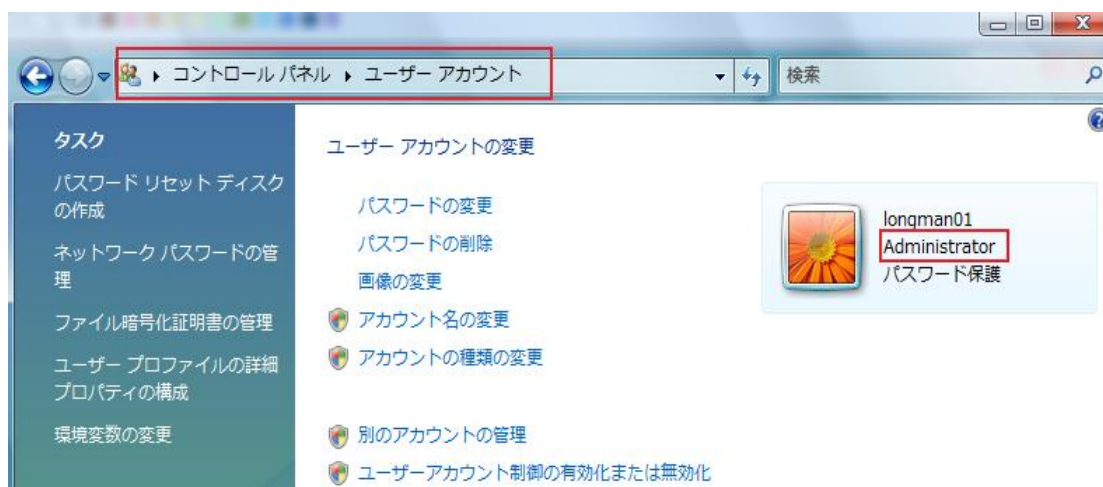 コントロール パネル ▸ ユーザー アカウント
検索
タスク
パスワード リセット ディスク
の作成
ネットワーク パスワードの管
理
ファイル暗号化証明書の管理
ユーザー プロファイルの詳細
プロパティの構成
環境変数の変更
ユーザー アカウントの変更
パスワードの変更
パスワードの削除
画像の変更
アカウント名の変更
アカウントの種類の変更
別のアカウントの管理
ユーザーアカウント制御の有効化または無効化
longman01
Administrator
パスワード保護